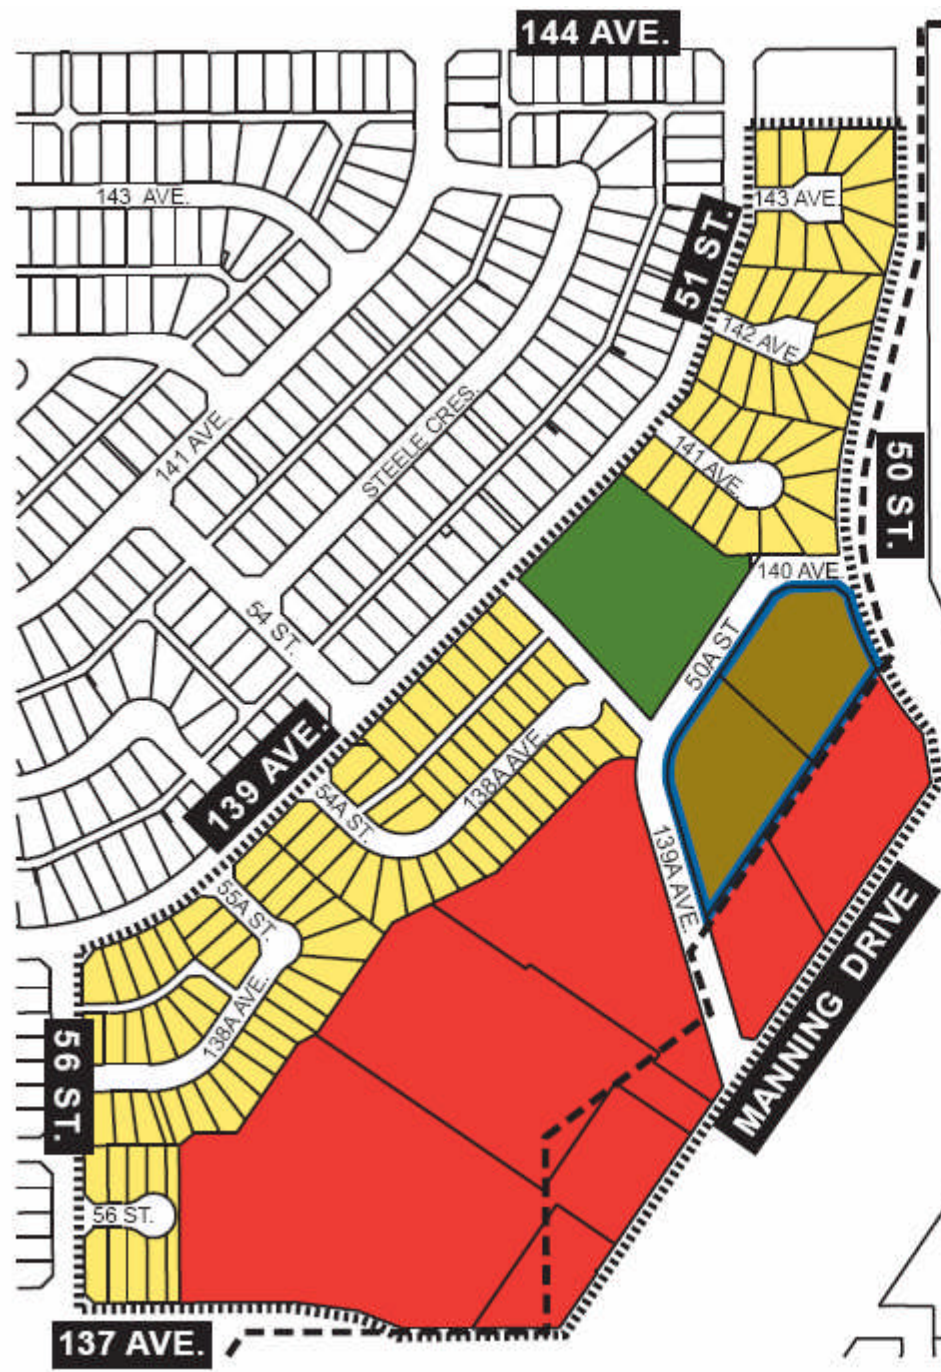 144 AVE.
143 AVE.
143 AVE.
51 ST.
142 AVE.
141 AVE.
STEELE CRES.
141 AVE.
50 ST.
140 AVE.
54 ST.
50A ST
139 AVE.
138A AVE.
54A ST.
139A AVE.
55A ST.
MANNING DRIVE
138A AVE.
56 ST.
56 ST.
137 AVE.